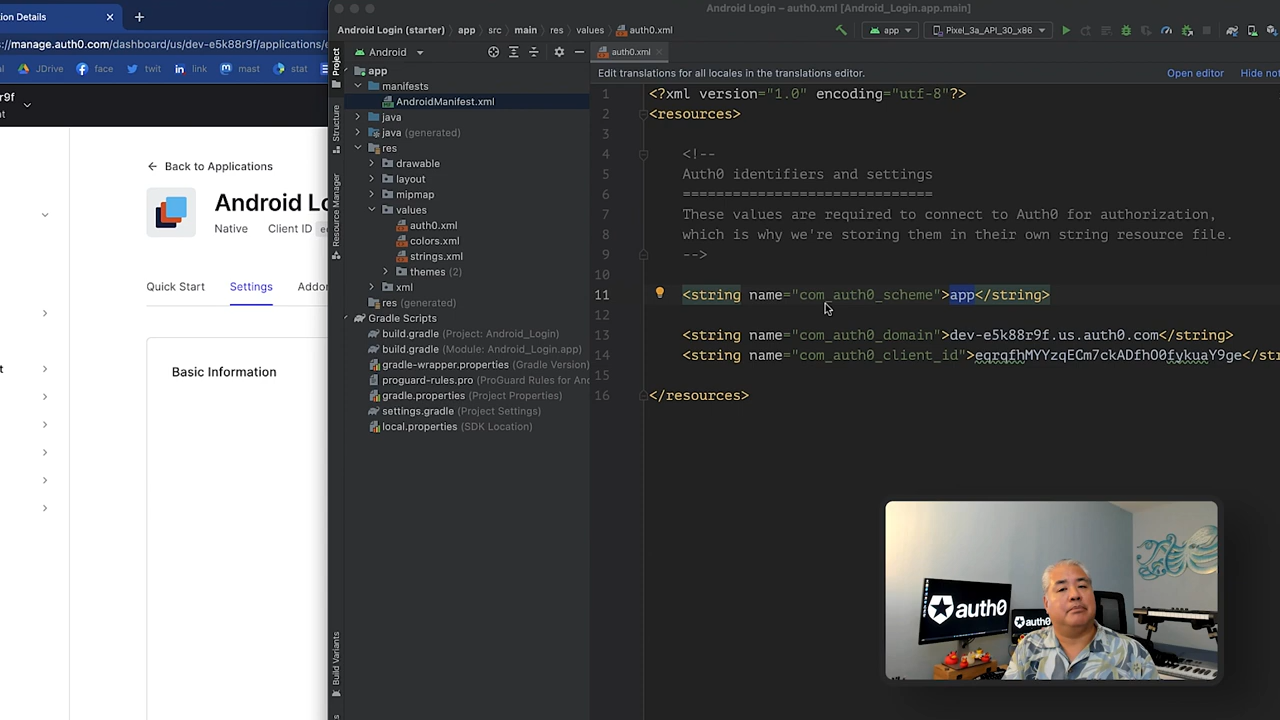 ion Details
s://manage.auth0.com/dashboard/us/dev-e5k88r9f/applications/e
JDrive
face
twit
link
mast
stat
r9f
nt
Back to Applications
Android Lo
Native
Client ID
Quick Start
Settings
Addo
Basic Information
Android Login – auth0.xml [Android_Login.app.main]
Android Login (starter)
app
src
main
res
values
auth0.xml
app
Pixel_3a_API_30_x86
Project
Structure
Resource Manager
Build Variants
Android
app
manifests
AndroidManifest.xml
java
java (generated)
res
drawable
layout
mipmap
values
auth0.xml
colors.xml
strings.xml
themes (2)
xml
res (generated)
Gradle Scripts
build.gradle (Project: Android_Login)
build.gradle (Module: Android_Login.app)
gradle-wrapper.properties (Gradle Version)
proguard-rules.pro (ProGuard Rules for And
gradle.properties (Project Properties)
settings.gradle (Project Settings)
local.properties (SDK Location)
auth0.xml
Edit translations for all locales in the translations editor.
Open editor
Hide not
1 <?xml version="1.0" encoding="utf-8"?>
2 <resources>
3
4 <!--
5 Auth0 identifiers and settings
6 ==============================
7 These values are required to connect to Auth0 for authorization,
8 which is why we're storing them in their own string resource file.
9 -->
10
11 <string name="com_auth0_scheme">app</string>
12
13 <string name="com_auth0_domain">dev-e5k88r9f.us.auth0.com</string>
14 <string name="com_auth0_client_id">eqrqfhMYYzqECm7ckADfhO0fykuaY9ge</str
15
16 </resources>
auth0
auth0